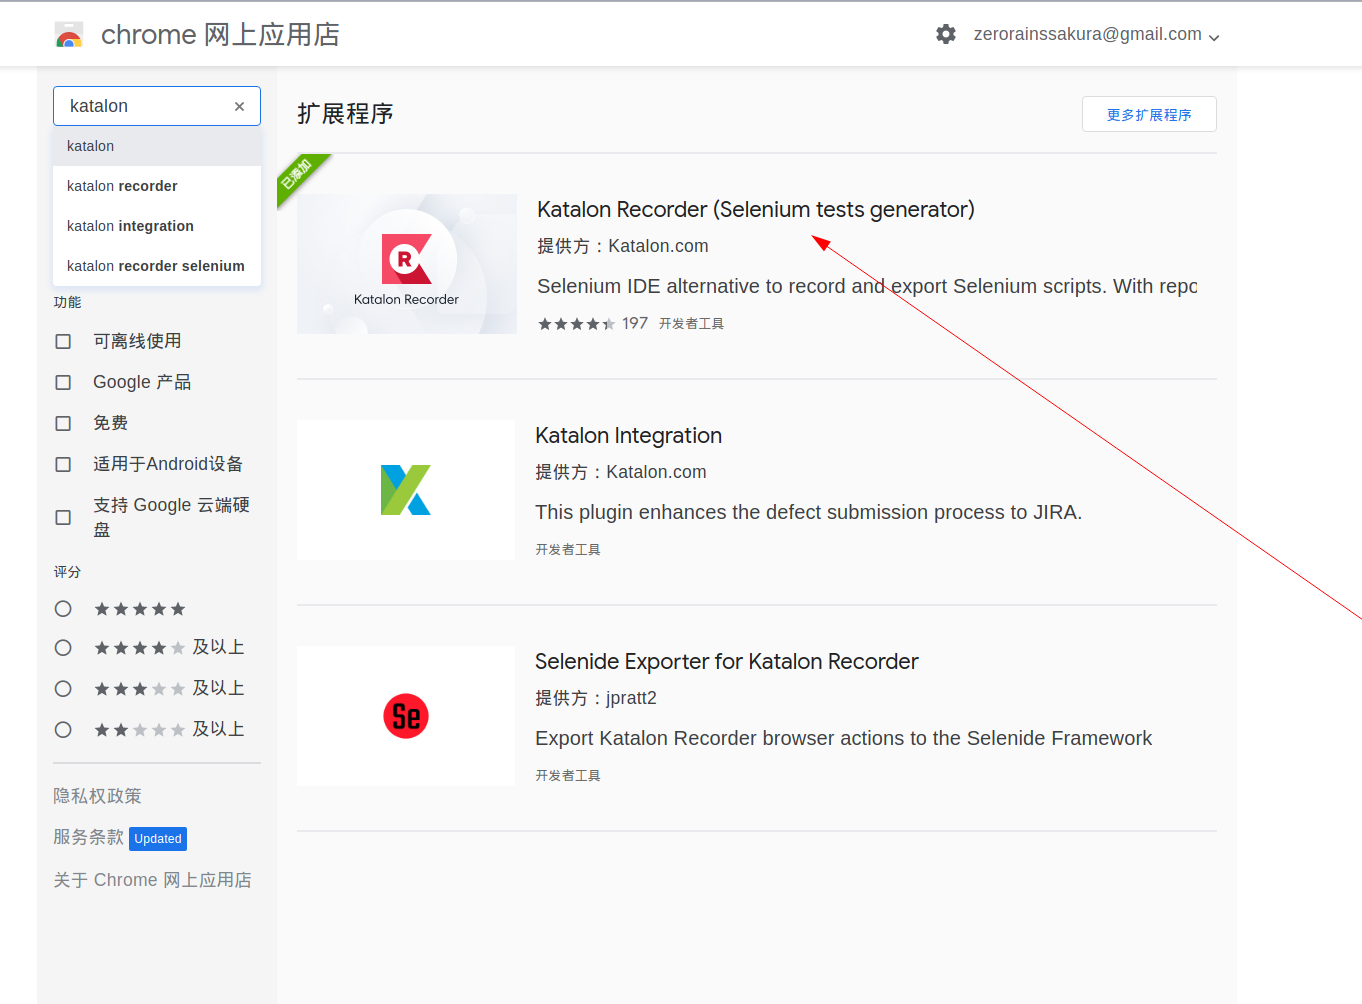 chrome 网上应用店
zerorainssakura@gmail.com
katalon
katalon
katalon recorder
katalon integration
katalon recorder selenium
功能
可离线使用
Google 产品
免费
适用于Android设备
支持 Google 云端硬
盘
评分
及以上
及以上
及以上
隐私权政策
服务条款 Updated
关于 Chrome 网上应用店
扩展程序
更多扩展程序
已添加
R
Katalon Recorder
Katalon Recorder (Selenium tests generator)
提供方：Katalon.com
Selenium IDE alternative to record and export Selenium scripts. With repo
197 开发者工具
Katalon Integration
提供方：Katalon.com
This plugin enhances the defect submission process to JIRA.
开发者工具
Se
Selenide Exporter for Katalon Recorder
提供方：jpratt2
Export Katalon Recorder browser actions to the Selenide Framework
开发者工具